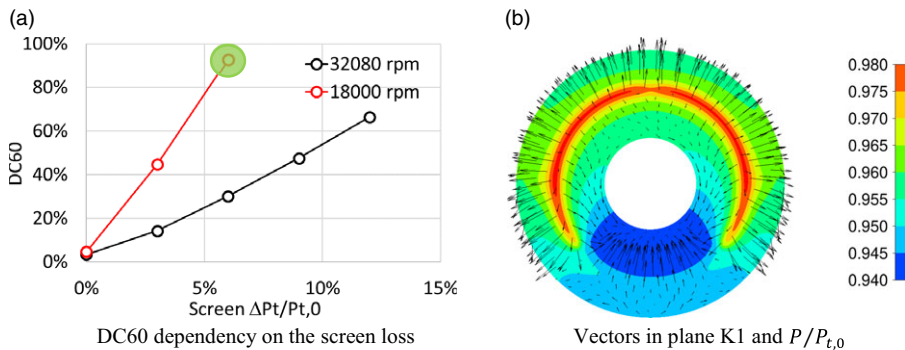 (a)
100%
80%
60%
40%
20%
0%
DC60
32080 rpm
18000 rpm
0%
5%
10%
15%
Screen ΔPt/Pt,0
DC60 dependency on the screen loss
(b)
0.980
0.975
0.970
0.965
0.960
0.955
0.950
0.945
0.940
Vectors in plane K1 and P/P_{t,0}